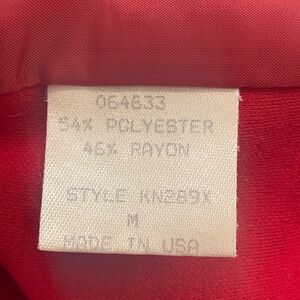 064633
54% POLYESTER
46% RAYON
STYLE KN289X
M
MADE IN USA